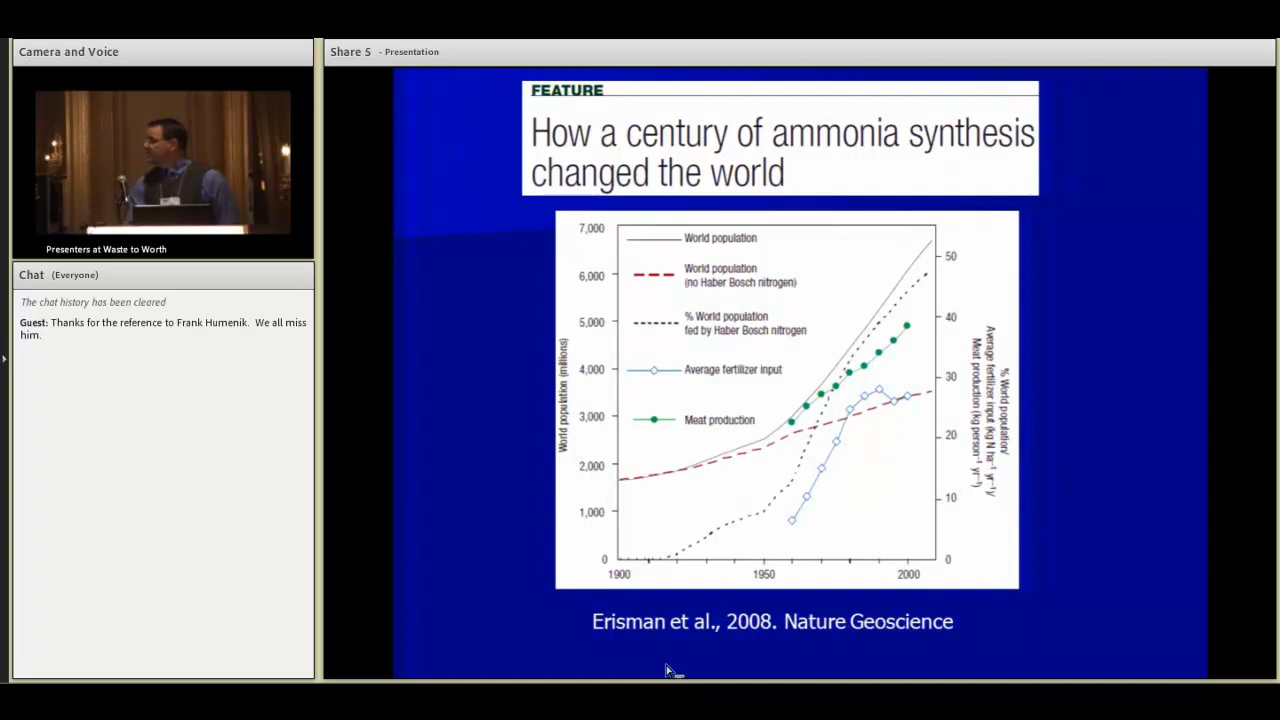 Camera and Voice
Presenters at Waste to Worth
Chat (Everyone)
The chat history has been cleared
Guest: Thanks for the reference to Frank Humenik. We all miss
him.
Share 5 - Presentation
FEATURE
How a century of ammonia synthesis
changed the world
World population
World population
(no Haber Bosch nitrogen)
% World population
fed by Haber Bosch nitrogen
Average fertilizer input
Meat production
World population (millions)
7,000
6,000
5,000
4,000
3,000
2,000
1,000
0
1900
1950
2000
50
40
30
20
10
0
% World population/
Average fertilizer input (kg N ha⁻¹ yr⁻¹)/
Meat production (kg person⁻¹ yr⁻¹)
Erisman et al., 2008. Nature Geoscience